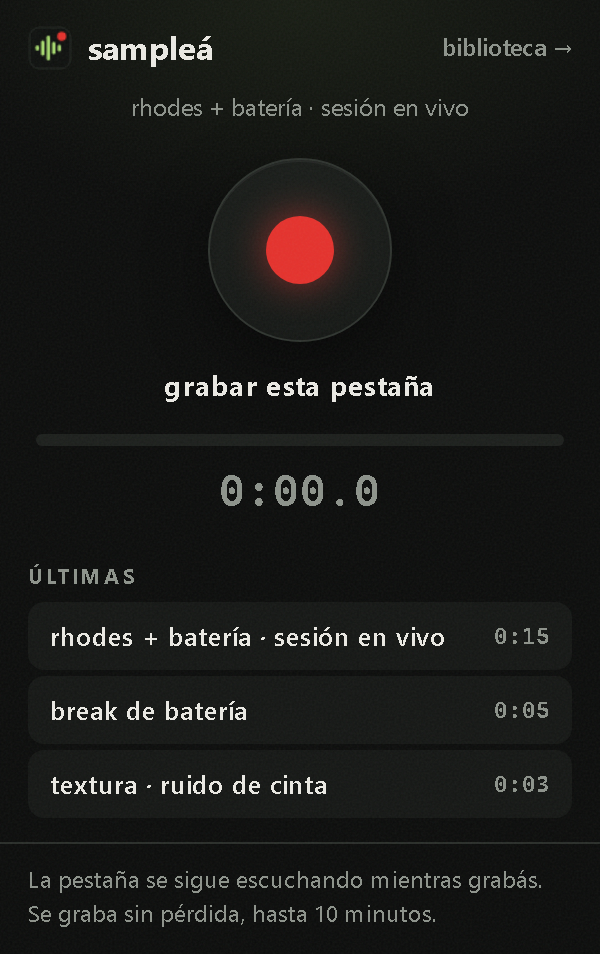 sampleá
biblioteca →
rhodes + batería · sesión en vivo
grabar esta pestaña
0:00.0
ÚLTIMAS
rhodes + batería · sesión en vivo 0:15
break de batería 0:05
textura · ruido de cinta 0:03
La pestaña se sigue escuchando mientras grabás.
Se graba sin pérdida, hasta 10 minutos.